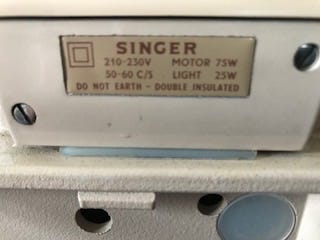 SINGER
210-230V MOTOR 75W
50-60 C/S LIGHT 25W
DO NOT EARTH - DOUBLE INSULATED